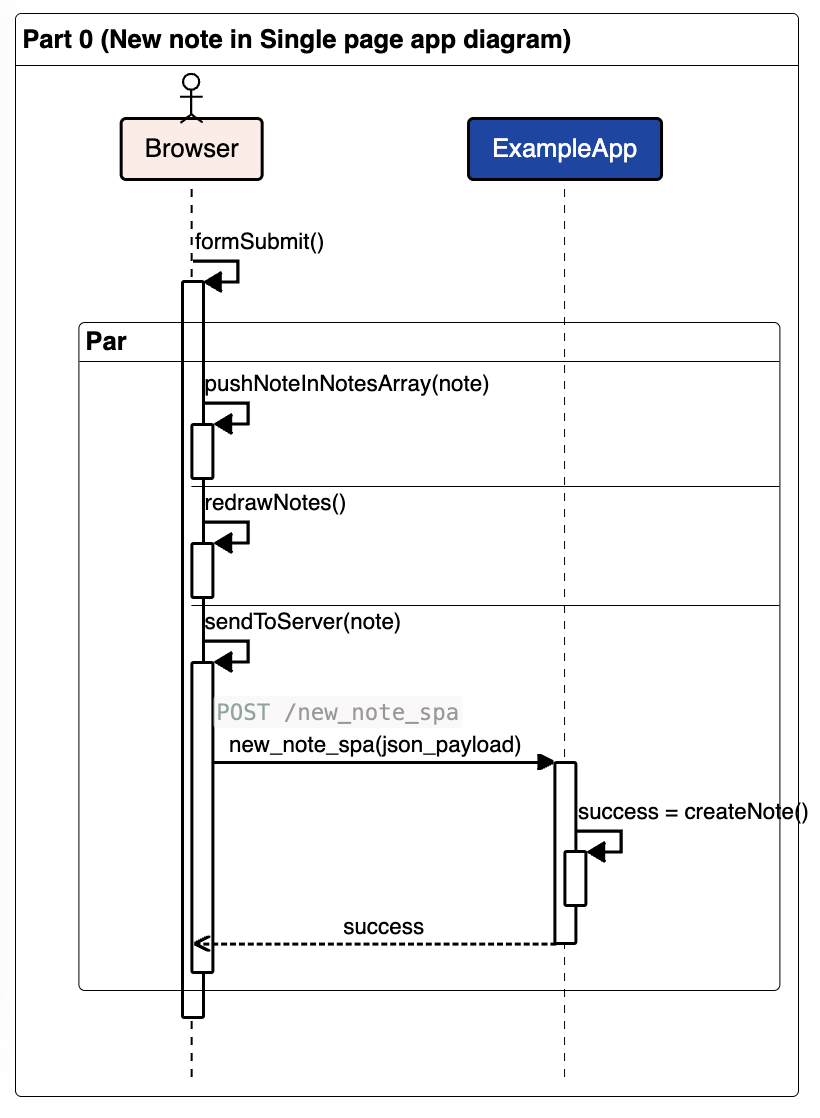 Part 0 (New note in Single page app diagram)
Browser
ExampleApp
formSubmit()
Par
pushNoteInNotesArray(note)
redrawNotes()
sendToServer(note)
POST /new_note_spa
new_note_spa(json_payload)
success = createNote()
success